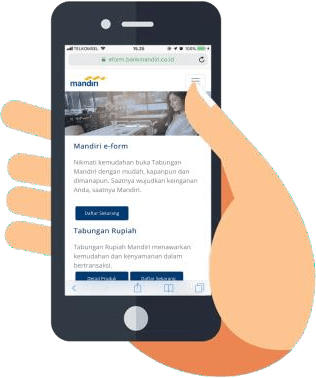 TELKOMSEL 15.25 100%
eform.bankmandiri.co.id
mandiri
Mandiri e-form
Nikmati kemudahan buka Tabungan
Mandiri dengan mudah, kapanpun dan
dimanapun. Saatnya wujudkan keinginan
Anda, saatnya Mandiri.
Daftar Sekarang
Tabungan Rupiah
Tabungan Rupiah Mandiri menawarkan
kemudahan dan kenyamanan dalam
bertransaksi.
Detail Produk Daftar Sekarang